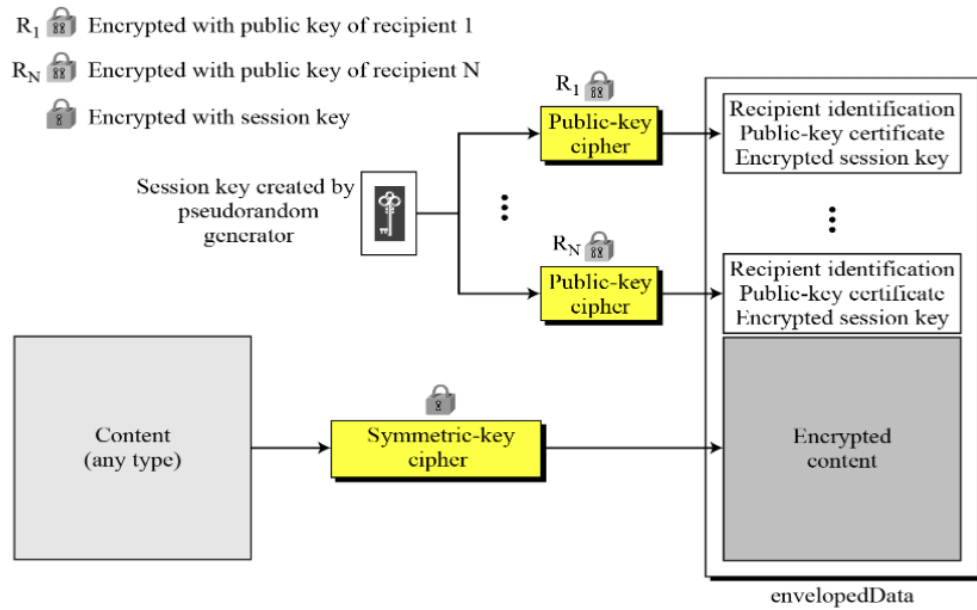 R1 Encrypted with public key of recipient 1
RN Encrypted with public key of recipient N
Encrypted with session key
R1
Public-key
cipher
Recipient identification
Public-key certificate
Encrypted session key
Session key created by
pseudorandom
generator
RN
Public-key
cipher
Recipient identification
Public-key certificate
Encrypted session key
Content
(any type)
Symmetric-key
cipher
Encrypted
content
envelopedData